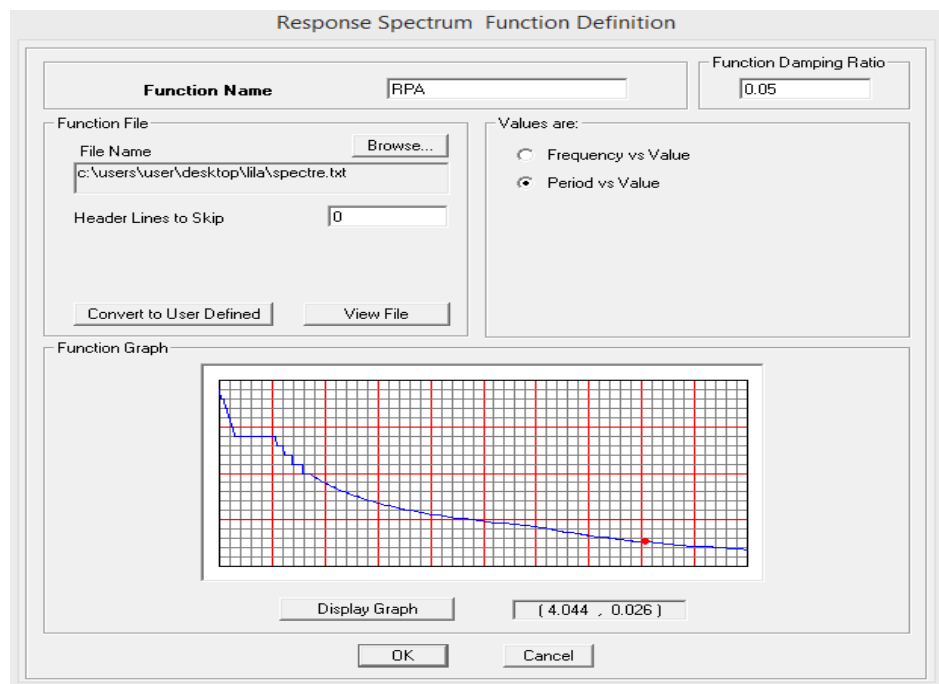 Response Spectrum Function Definition
Function Name
RPA
Function Damping Ratio
0.05
Function File
File Name
Browse...
c:\users\user\desktop\lila\spectre.txt
Header Lines to Skip
0
Convert to User Defined
View File
Values are:
Frequency vs Value
Period vs Value
Function Graph
Display Graph
( 4.044 , 0.026 )
OK
Cancel